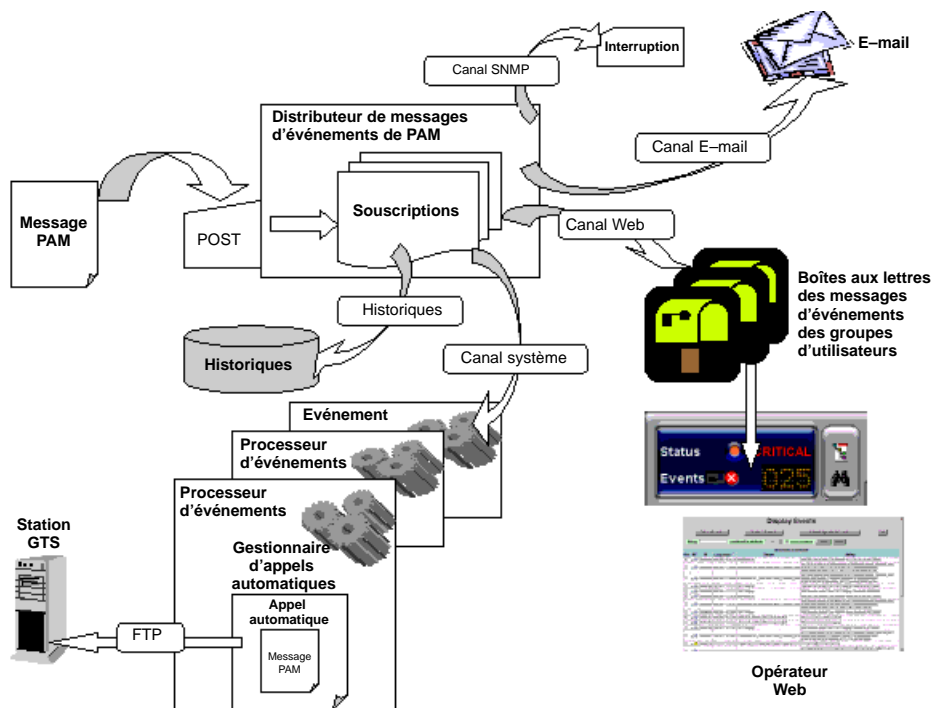 Interruption
E–mail
Canal SNMP
Distributeur de messages
d'événements de PAM
Canal E–mail
Message
PAM
POST
Souscriptions
Canal Web
Boîtes aux lettres
des messages
d'événements
des groupes
d'utilisateurs
Historiques
Historiques
Canal système
Evénement
Processeur
d'événements
Processeur
d'événements
Status
CRITICAL
Events
025
Station
GTS
Gestionnaire
d'appels
automatiques
Appel
automatique
FTP
Message
PAM
Display Events
Opérateur
Web